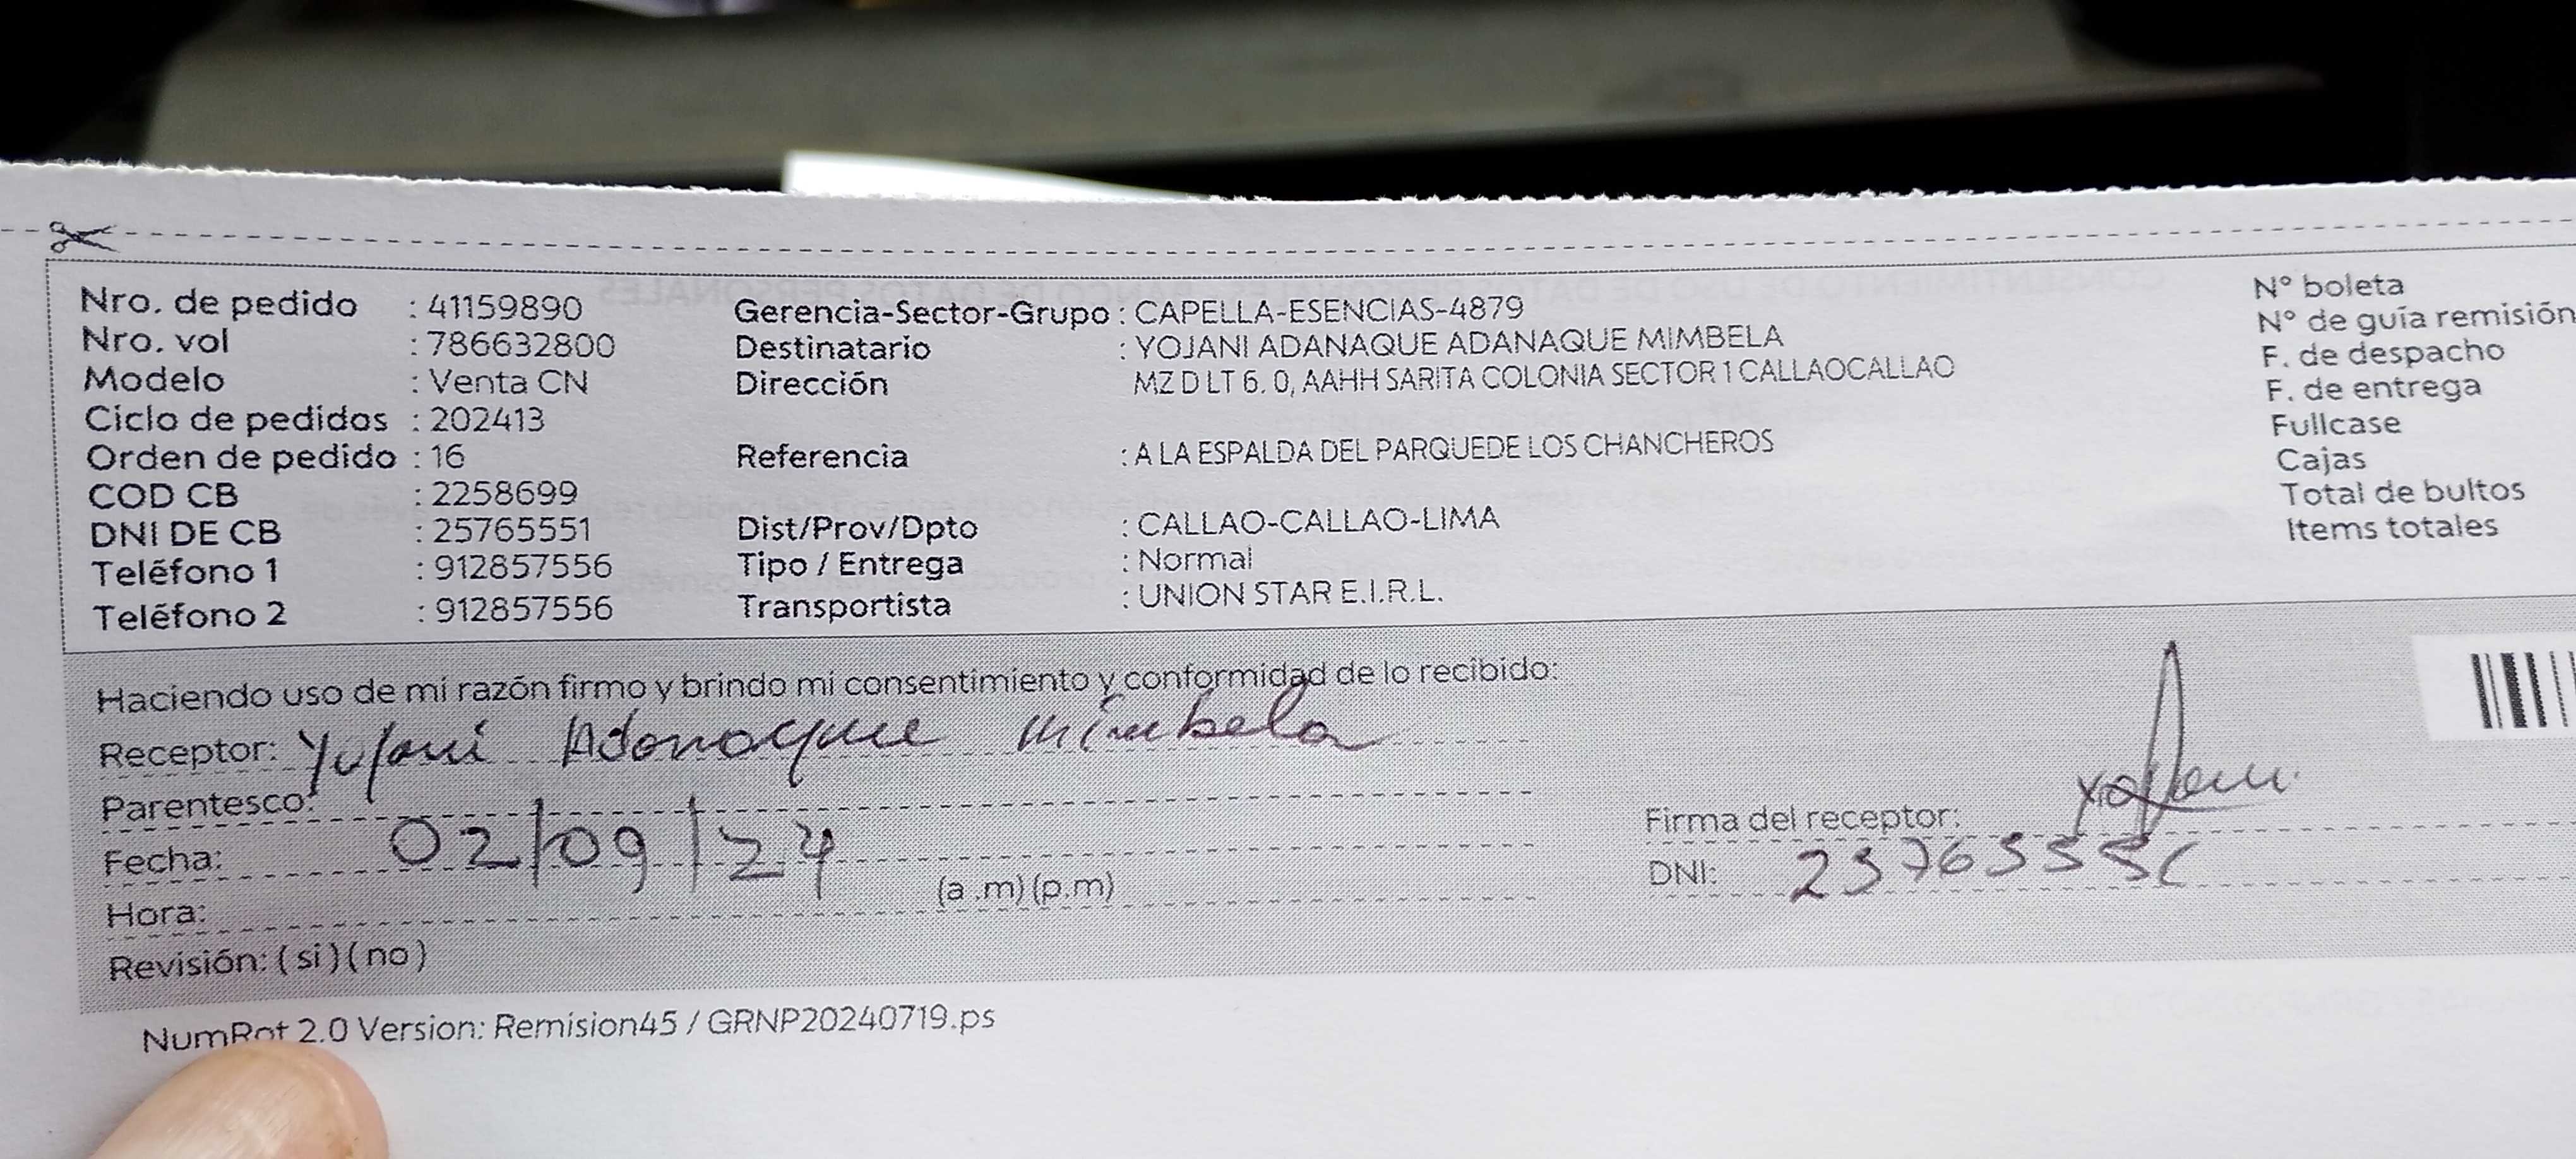 Nro. de pedido : 41159890
Nro. vol : 786632800
Modelo : Venta CN
Ciclo de pedidos : 202413
Orden de pedido : 16
COD CB : 2258699
DNI DE CB : 25765551
Teléfono 1 : 912857556
Teléfono 2 : 912857556
Gerencia-Sector-Grupo : CAPELLA-ESENCIAS-4879
Destinatario : YOJANI ADANAQUE ADANAQUE MIMBELA
Dirección MZ D LT 6. 0, AAHH SARITA COLONIA SECTOR 1 CALLAOCALLAO
Referencia : A LA ESPALDA DEL PARQUEDE LOS CHANCHEROS
Dist/Prov/Dpto : CALLAO-CALLAO-LIMA
Tipo / Entrega : Normal
Transportista : UNION STAR E.I.R.L.
N° boleta
N° de guía remisión
F. de despacho
F. de entrega
Fullcase
Cajas
Total de bultos
Items totales
Haciendo uso de mi razón firmo y brindo mi consentimiento y conformidad de lo recibido:
Receptor: Yojani Adanaque mimbela
Parentesco:
Fecha: 02/09/24
Hora: (a .m) (p.m)
Revisión: ( si ) ( no )
Firma del receptor:
DNI: 25765551
NumRot 2.0 Version: Remision45 / GRNP20240719.ps